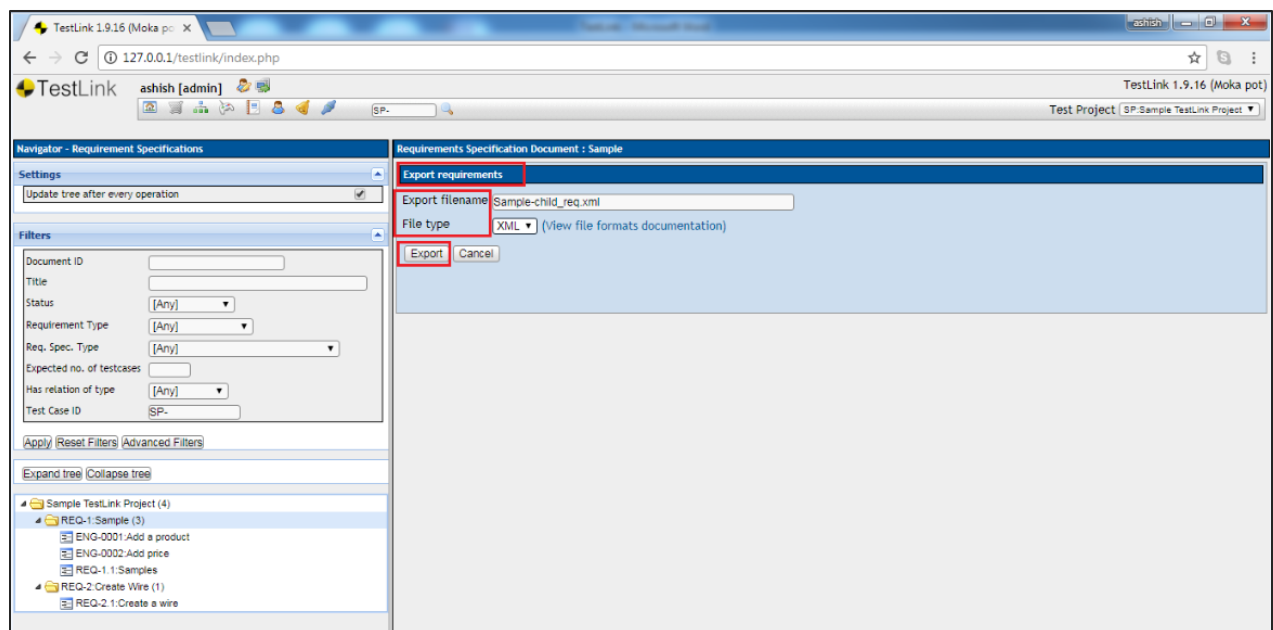 TestLink 1.9.16 (Moka po
TestLink - Microsoft Word
ashish
127.0.0.1/testlink/index.php
TestLink ashish [admin]
TestLink 1.9.16 (Moka pot)
SP-
Test Project SP:Sample TestLink Project
Navigator - Requirement Specifications
Requirements Specification Document : Sample
Settings
Export requirements
Update tree after every operation
Export filename Sample-child_req.xml
File type XML (View file formats documentation)
Filters
Export Cancel
Document ID
Title
Status [Any]
Requirement Type [Any]
Req. Spec. Type [Any]
Expected no. of testcases
Has relation of type [Any]
Test Case ID SP-
Apply Reset Filters Advanced Filters
Expand tree Collapse tree
Sample TestLink Project (4)
REQ-1:Sample (3)
ENG-0001:Add a product
ENG-0002:Add price
REQ-1.1:Samples
REQ-2:Create Wire (1)
REQ-2.1:Create a wire